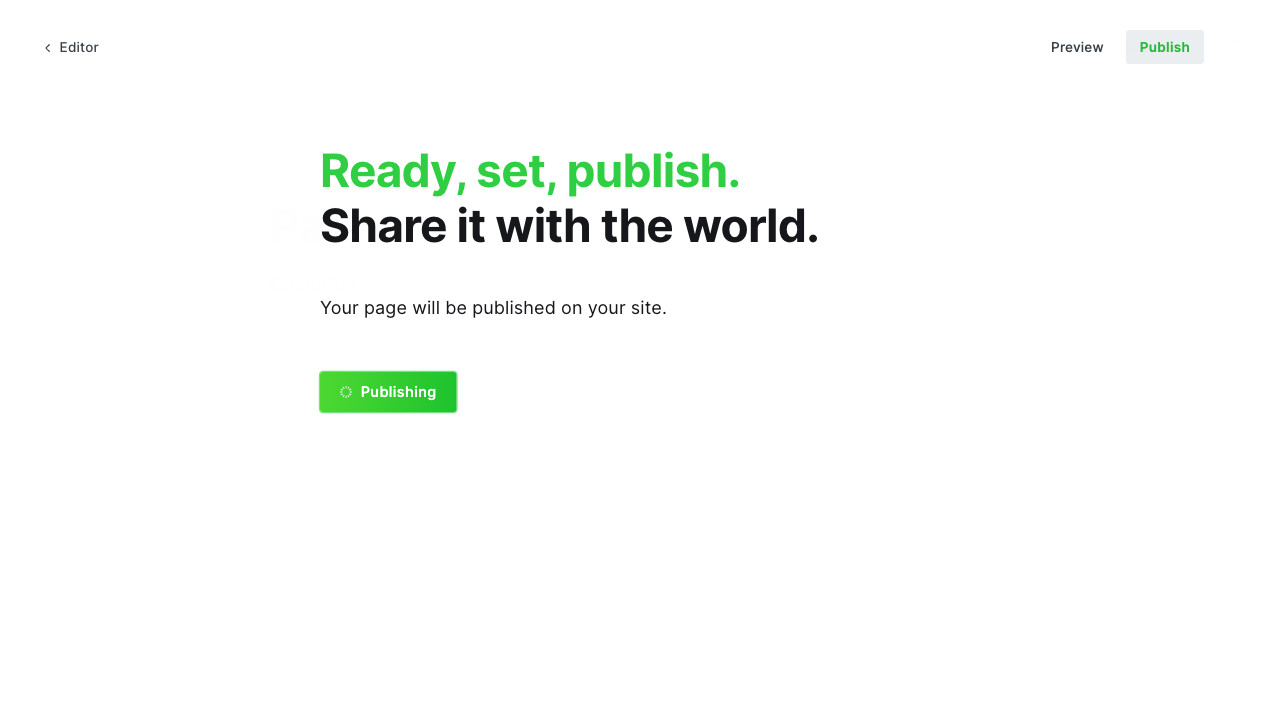 Editor
Preview
Publish
Ready, set, publish.
Share it with the world.
Your page will be published on your site.
Publishing